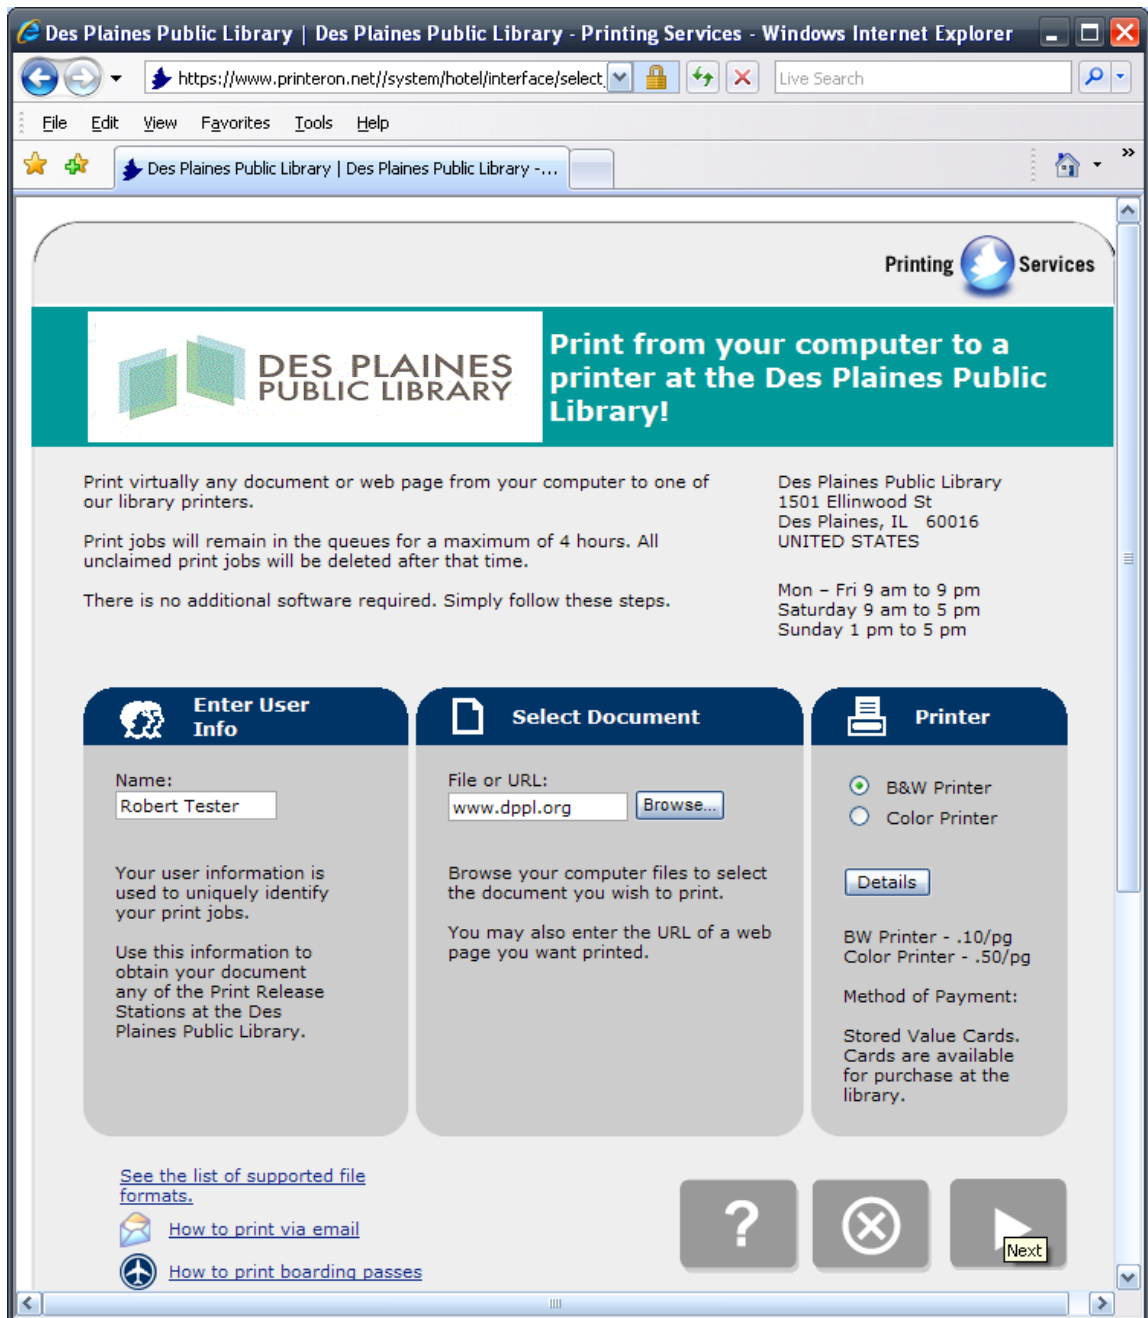 Des Plaines Public Library | Des Plaines Public Library - Printing Services - Windows Internet Explorer
https://www.printeron.net//system/hotel/interface/select_
Live Search
File Edit View Favorites Tools Help
Des Plaines Public Library | Des Plaines Public Library -...
»
Printing Services
DES PLAINES
PUBLIC LIBRARY
Print from your computer to a
printer at the Des Plaines Public
Library!
Print virtually any document or web page from your computer to one of
our library printers.
Print jobs will remain in the queues for a maximum of 4 hours. All
unclaimed print jobs will be deleted after that time.
There is no additional software required. Simply follow these steps.
Des Plaines Public Library
1501 Ellinwood St
Des Plaines, IL 60016
UNITED STATES
Mon – Fri 9 am to 9 pm
Saturday 9 am to 5 pm
Sunday 1 pm to 5 pm
Enter User
Info
Name:
Robert Tester
Your user information is
used to uniquely identify
your print jobs.
Use this information to
obtain your document
any of the Print Release
Stations at the Des
Plaines Public Library.
Select Document
File or URL:
www.dppl.org Browse...
Browse your computer files to select
the document you wish to print.
You may also enter the URL of a web
page you want printed.
Printer
B&W Printer
Color Printer
Details
BW Printer - .10/pg
Color Printer - .50/pg
Method of Payment:
Stored Value Cards.
Cards are available
for purchase at the
library.
See the list of supported file
formats.
How to print via email
How to print boarding passes
?
Next